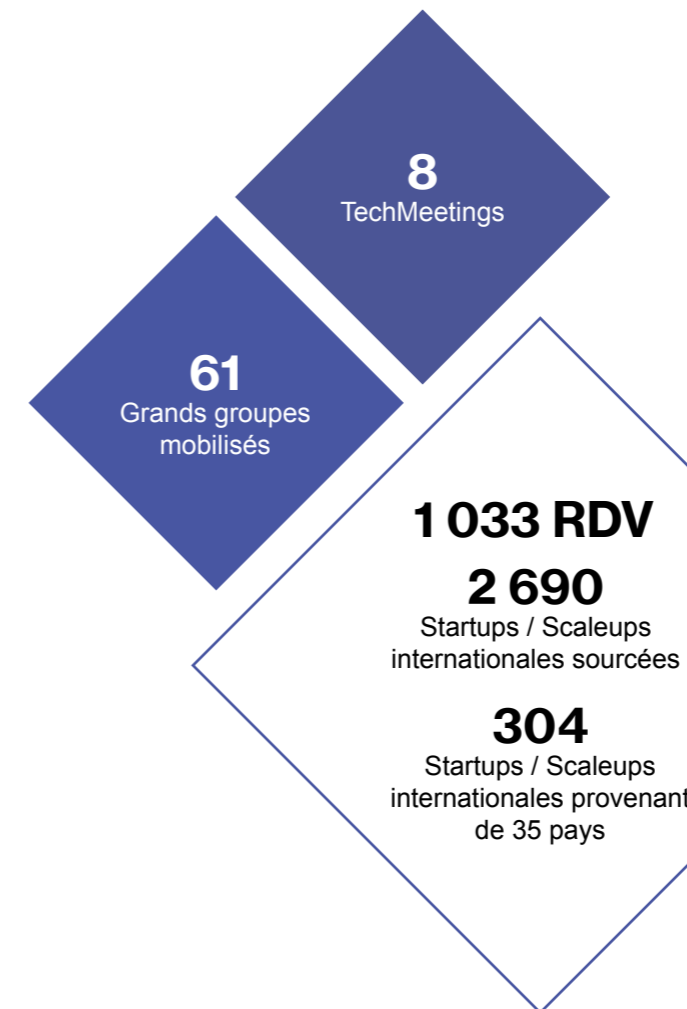 8
TechMeetings
61
Grands groupes
mobilisés
1 033 RDV
2 690
Startups / Scaleups
internationales sourcées
304
Startups / Scaleups
internationales provenant
de 35 pays